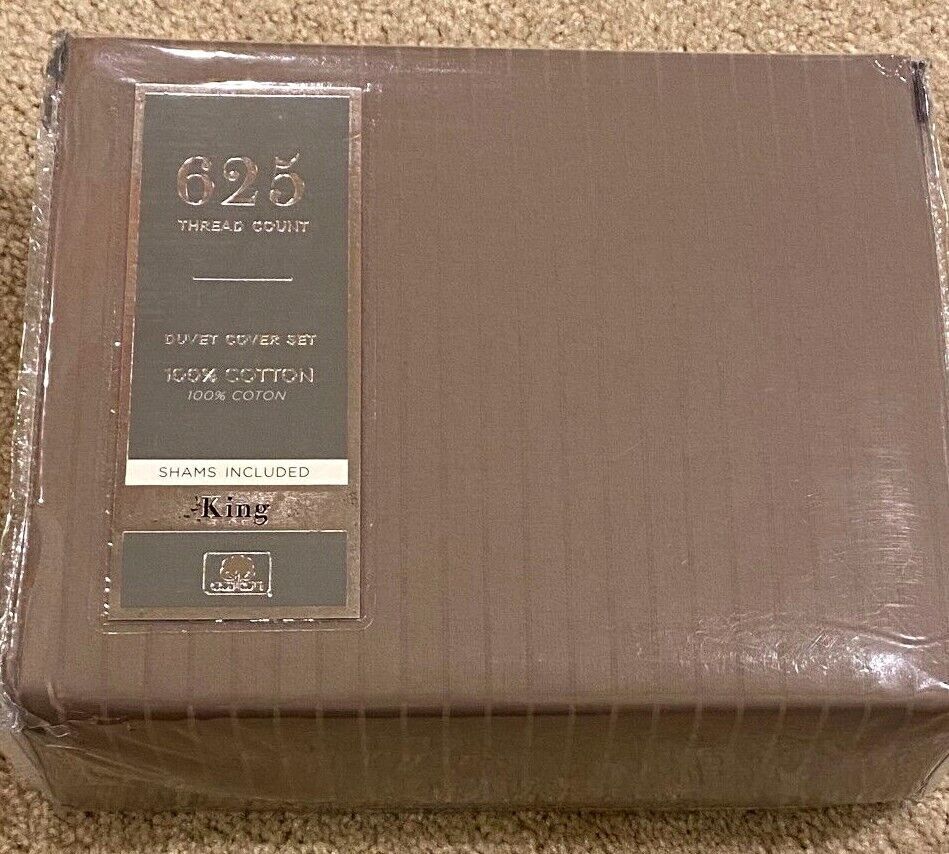 625
THREAD COUNT
DUVET COVER SET
100% COTTON
100% COTON
SHAMS INCLUDED
King